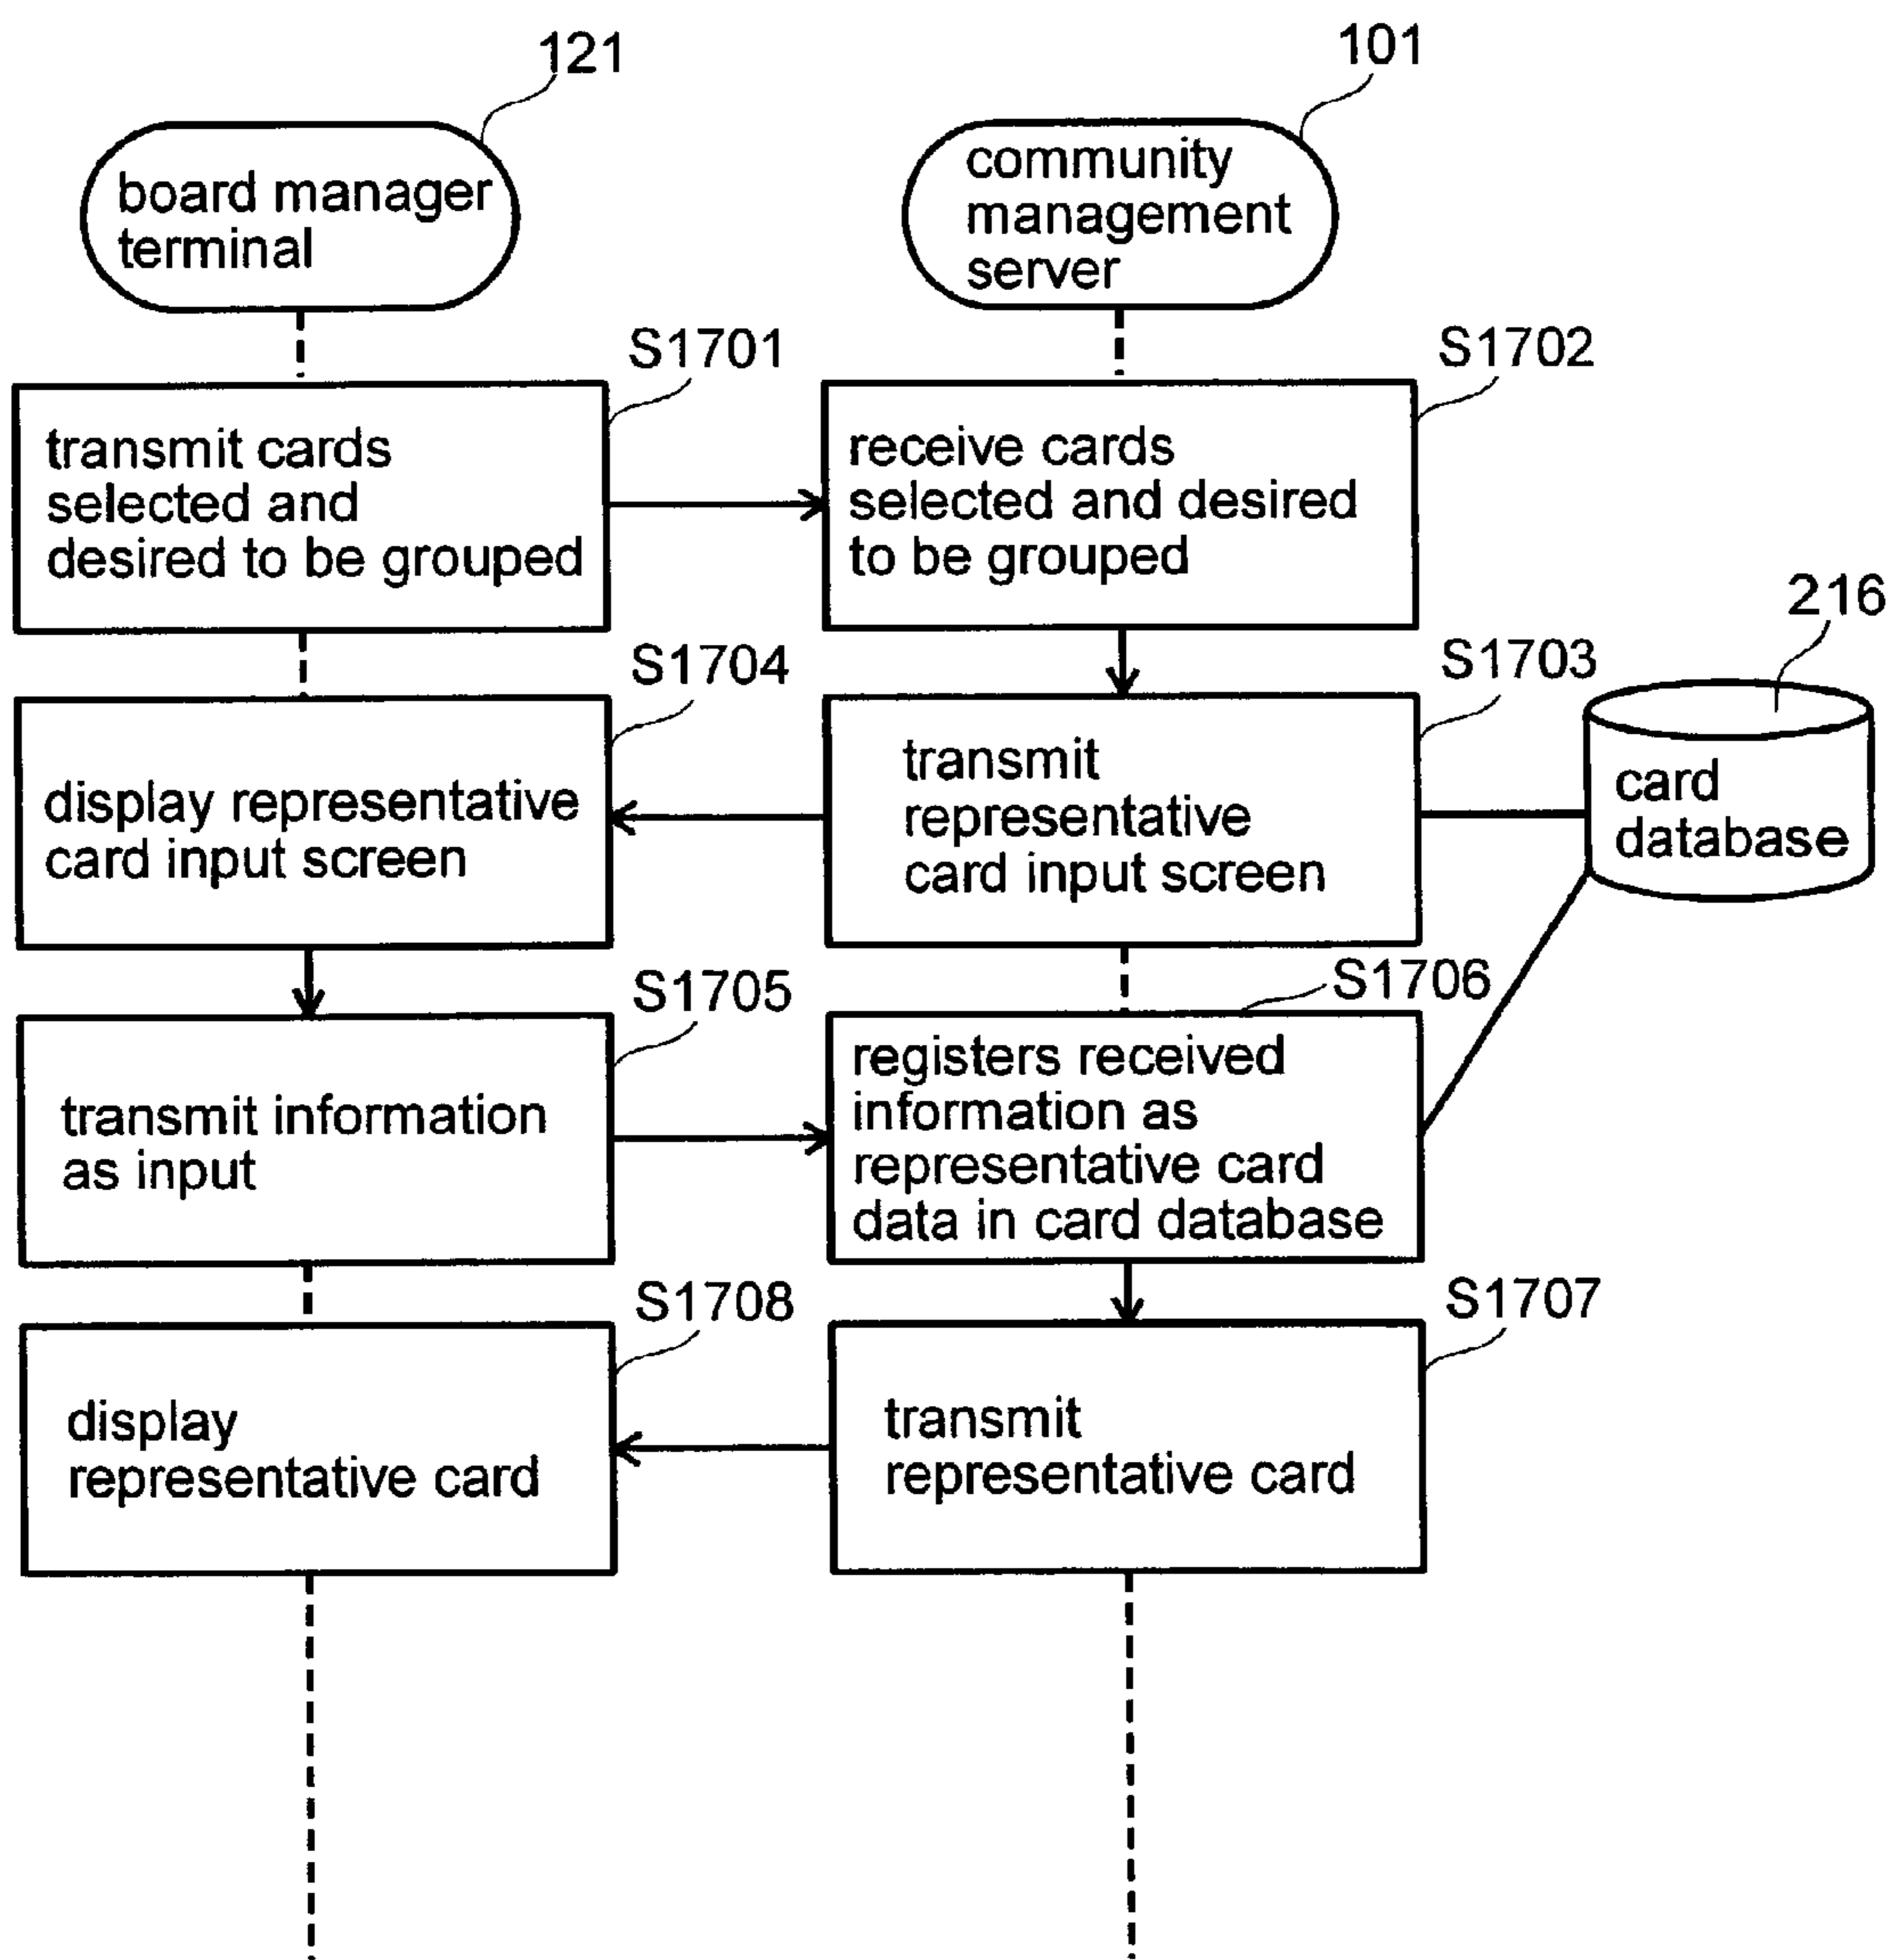 121
board manager
terminal
101
community
management
server
S1701
transmit cards
selected and
desired to be grouped
S1702
receive cards
selected and desired
to be grouped
S1704
display representative
card input screen
S1703
transmit
representative
card input screen
216
card
database
S1705
transmit information
as input
S1706
registers received
information as
representative card
data in card database
S1708
display
representative card
S1707
transmit
representative card